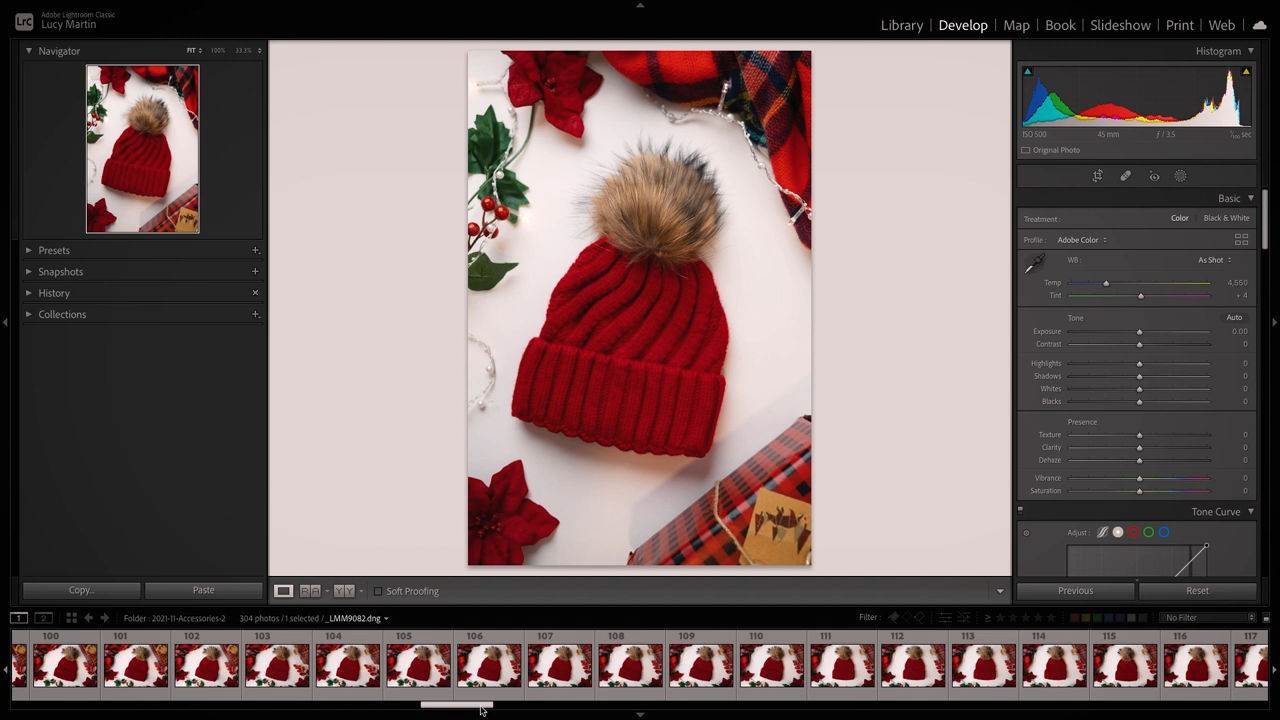 LrC Adobe Lightroom Classic
Lucy Martin
Library | Develop | Map | Book | Slideshow | Print | Web
Navigator FIT 100% 33.3%
Presets
Snapshots
History
Collections
Copy... Paste
Soft Proofing
Histogram
ISO 500 45 mm ƒ / 3.5
Original Photo
Basic
Treatment : Color Black & White
Profile : Adobe Color
WB : As Shot
Temp 4,550
Tint + 4
Tone Auto
Exposure 0.00
Contrast 0
Highlights 0
Shadows 0
Whites 0
Blacks 0
Presence
Texture 0
Clarity 0
Dehaze 0
Vibrance 0
Saturation 0
Tone Curve
Adjust :
Previous Reset
1 2 Folder : 2021-11-Accessories-2 304 photos /1 selected / _LMM9082.dng Filter : No Filter
100 101 102 103 104 105 106 107 108 109 110 111 112 113 114 115 116 117